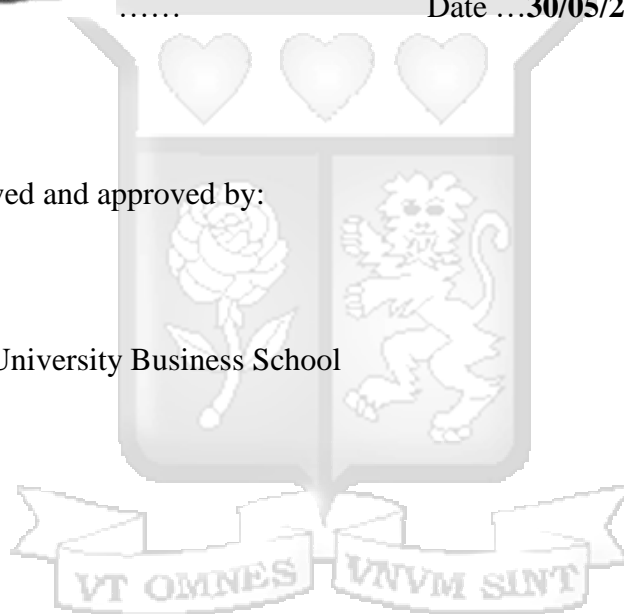 …… Date …30/05/2
ved and approved by:
University Business School
VT OMNES VNVM SINT